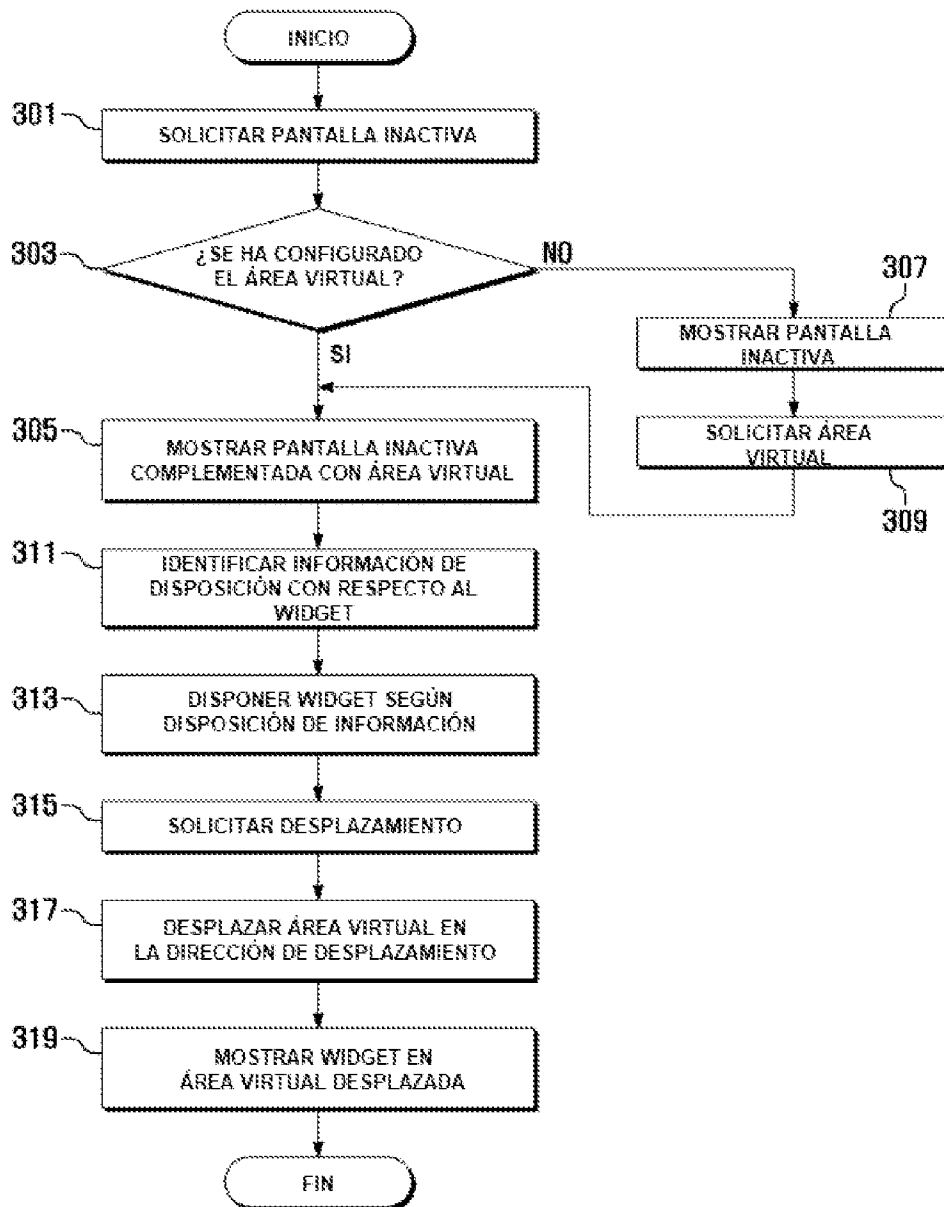 INICIO
301
SOLICITAR PANTALLA INACTIVA
303
¿SE HA CONFIGURADO
EL ÁREA VIRTUAL?
NO
SI
307
MOSTRAR PANTALLA
INACTIVA
SOLICITAR ÁREA
VIRTUAL
309
305
MOSTRAR PANTALLA INACTIVA
COMPLEMENTADA CON ÁREA VIRTUAL
311
IDENTIFICAR INFORMACIÓN DE
DISPOSICIÓN CON RESPECTO AL
WIDGET
313
DISPONER WIDGET SEGÚN
DISPOSICIÓN DE INFORMACIÓN
315
SOLICITAR DESPLAZAMIENTO
317
DESPLAZAR ÁREA VIRTUAL EN
LA DIRECCIÓN DE DESPLAZAMIENTO
319
MOSTRAR WIDGET EN
ÁREA VIRTUAL DESPLAZADA
FIN